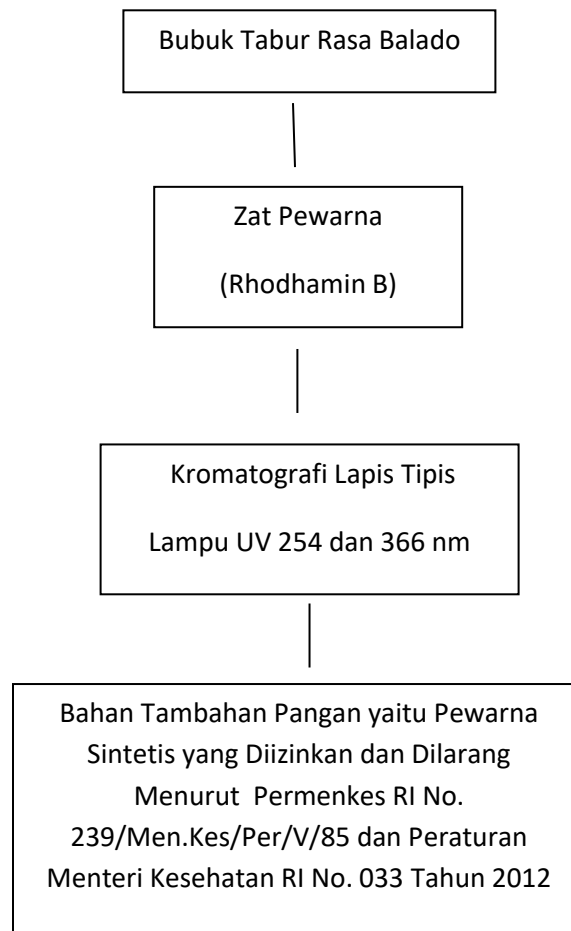 Bubuk Tabur Rasa Balado
Zat Pewarna
(Rhodhamin B)
Kromatografi Lapis Tipis
Lampu UV 254 dan 366 nm
Bahan Tambahan Pangan yaitu Pewarna
Sintetis yang Diizinkan dan Dilarang
Menurut Permenkes RI No.
239/Men.Kes/Per/V/85 dan Peraturan
Menteri Kesehatan RI No. 033 Tahun 2012